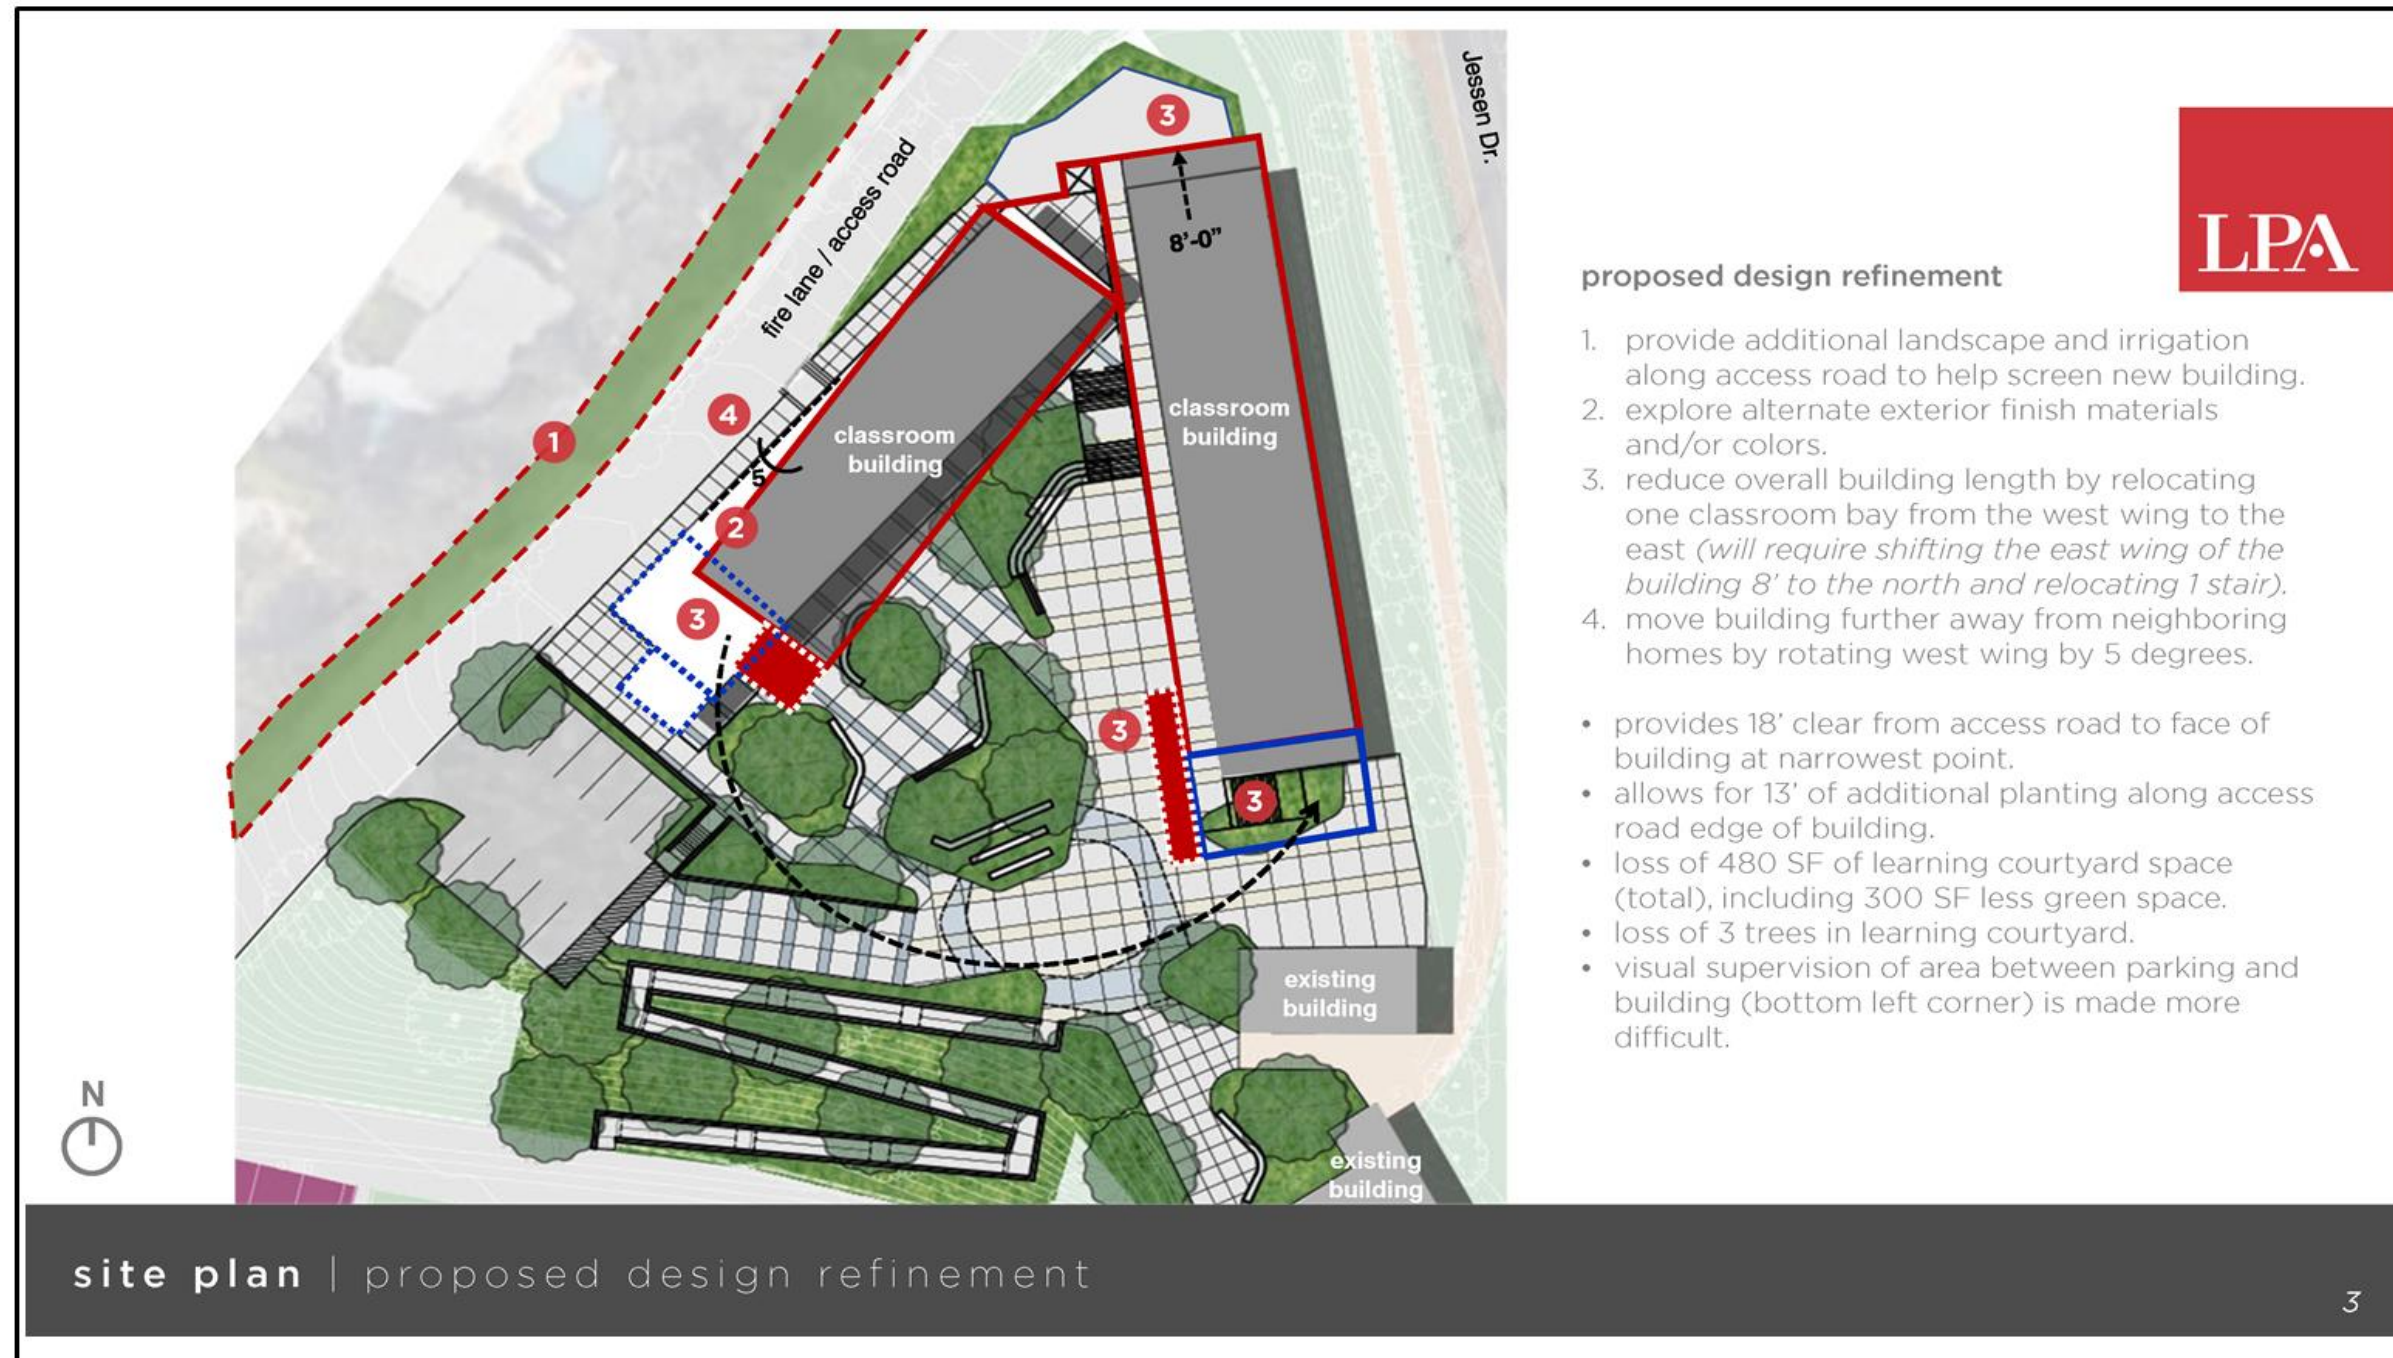 Jessen Dr.
3
fire lane / access road
8'-0"
LPA
proposed design refinement
1. provide additional landscape and irrigation
along access road to help screen new building.
2. explore alternate exterior finish materials
and/or colors.
3. reduce overall building length by relocating
one classroom bay from the west wing to the
east (will require shifting the east wing of the
building 8' to the north and relocating 1 stair).
4. move building further away from neighboring
homes by rotating west wing by 5 degrees.
• provides 18' clear from access road to face of
building at narrowest point.
• allows for 13' of additional planting along access
road edge of building.
• loss of 480 SF of learning courtyard space
(total), including 300 SF less green space.
• loss of 3 trees in learning courtyard.
• visual supervision of area between parking and
building (bottom left corner) is made more
difficult.
4
1
classroom
building
classroom
building
5
2
3
3
3
existing
building
existing
building
N
site plan | proposed design refinement
3